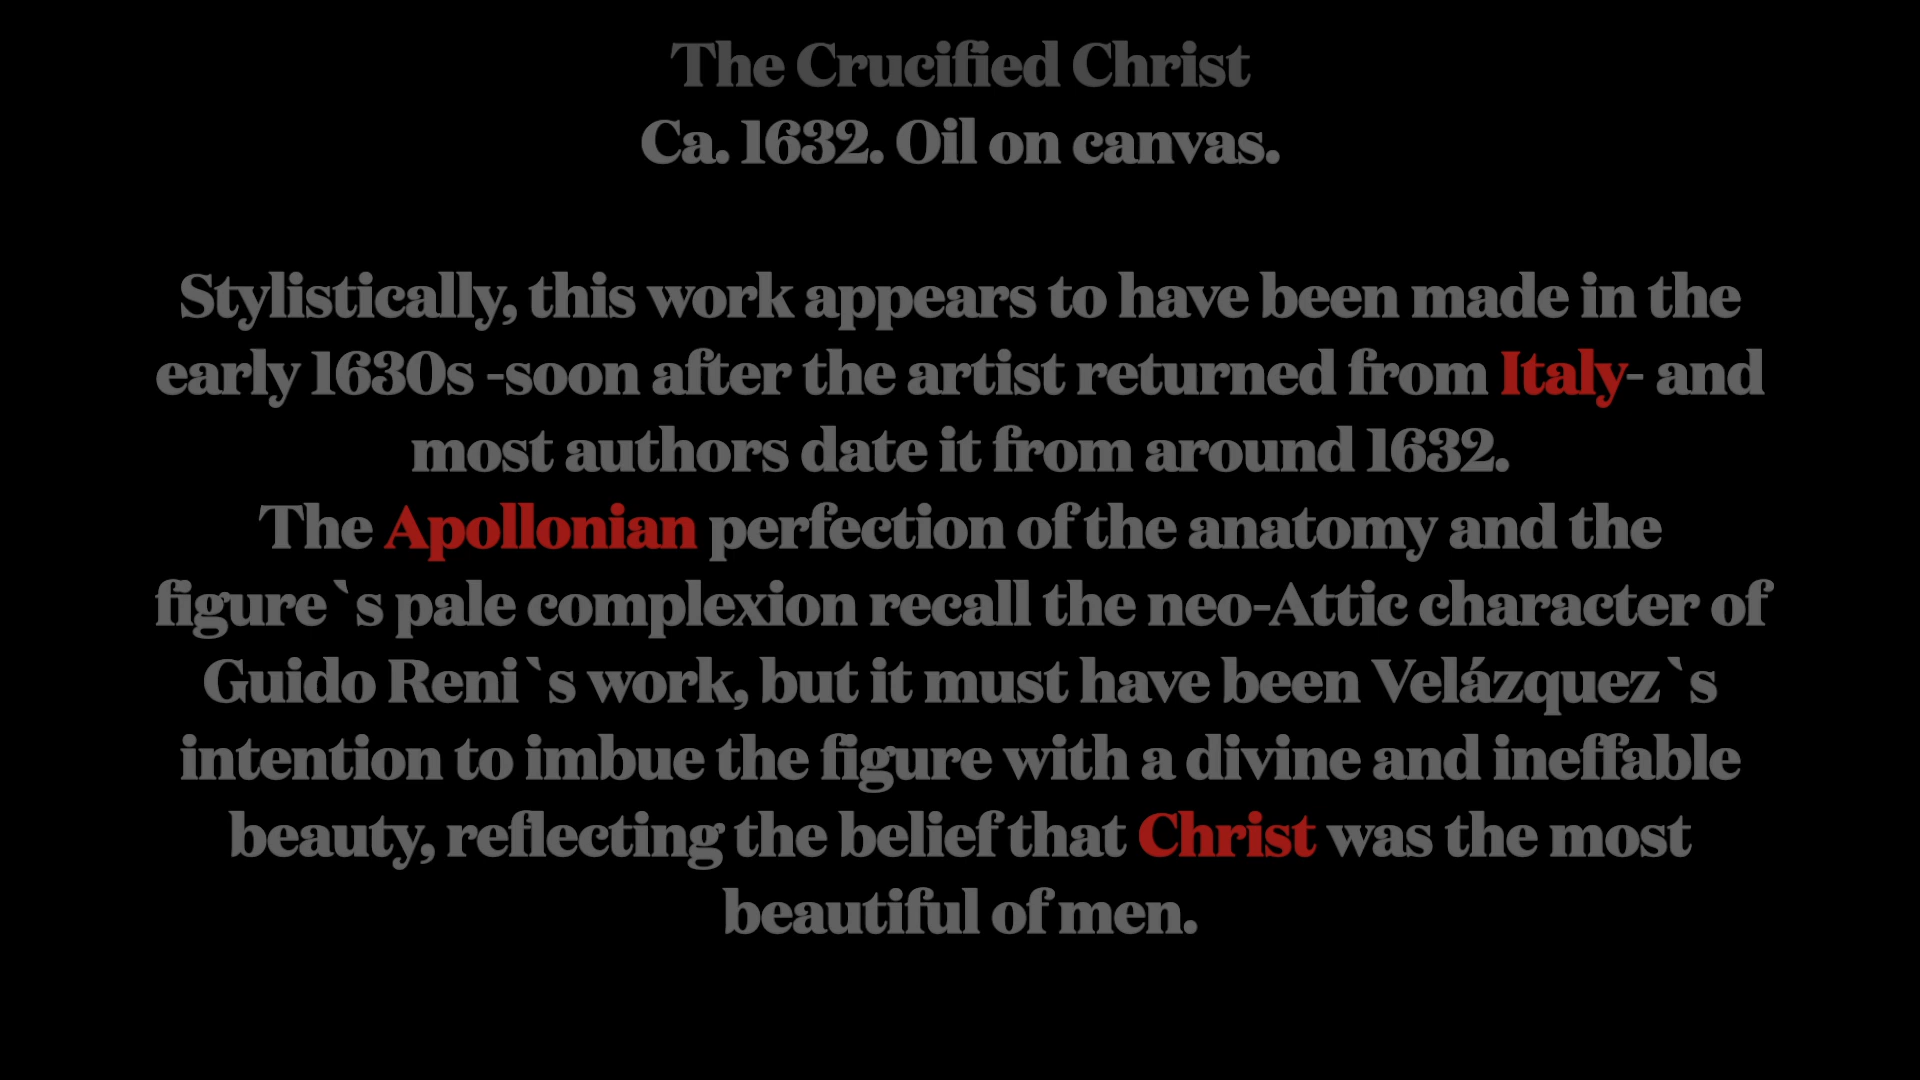 The Crucified Christ
Ca. 1632. Oil on canvas.
Stylistically, this work appears to have been made in the
early 1630s -soon after the artist returned from Italy- and
most authors date it from around 1632.
The Apollonian perfection of the anatomy and the
figure`s pale complexion recall the neo-Attic character of
Guido Reni`s work, but it must have been Velázquez`s
intention to imbue the figure with a divine and ineffable
beauty, reflecting the belief that Christ was the most
beautiful of men.